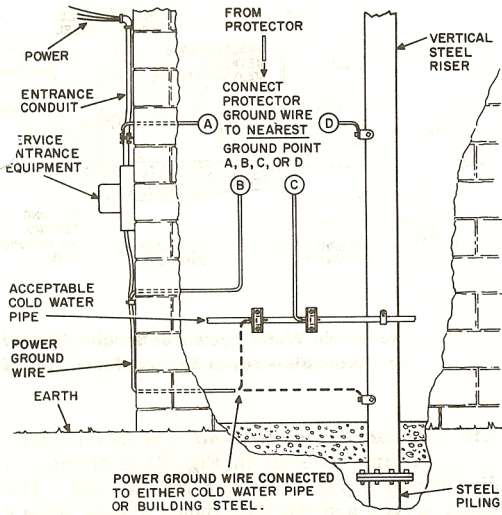 FROM
PROTECTOR
POWER
VERTICAL
STEEL
RISER
ENTRANCE
CONDUIT
CONNECT
PROTECTOR
GROUND WIRE
TO NEAREST
GROUND POINT
A, B, C, OR D
A
D
ERVICE
NTRANCE
EQUIPMENT
B
C
ACCEPTABLE
COLD WATER
PIPE
POWER
GROUND
WIRE
EARTH
POWER GROUND WIRE CONNECTED
TO EITHER COLD WATER PIPE
OR BUILDING STEEL.
STEEL
PILING